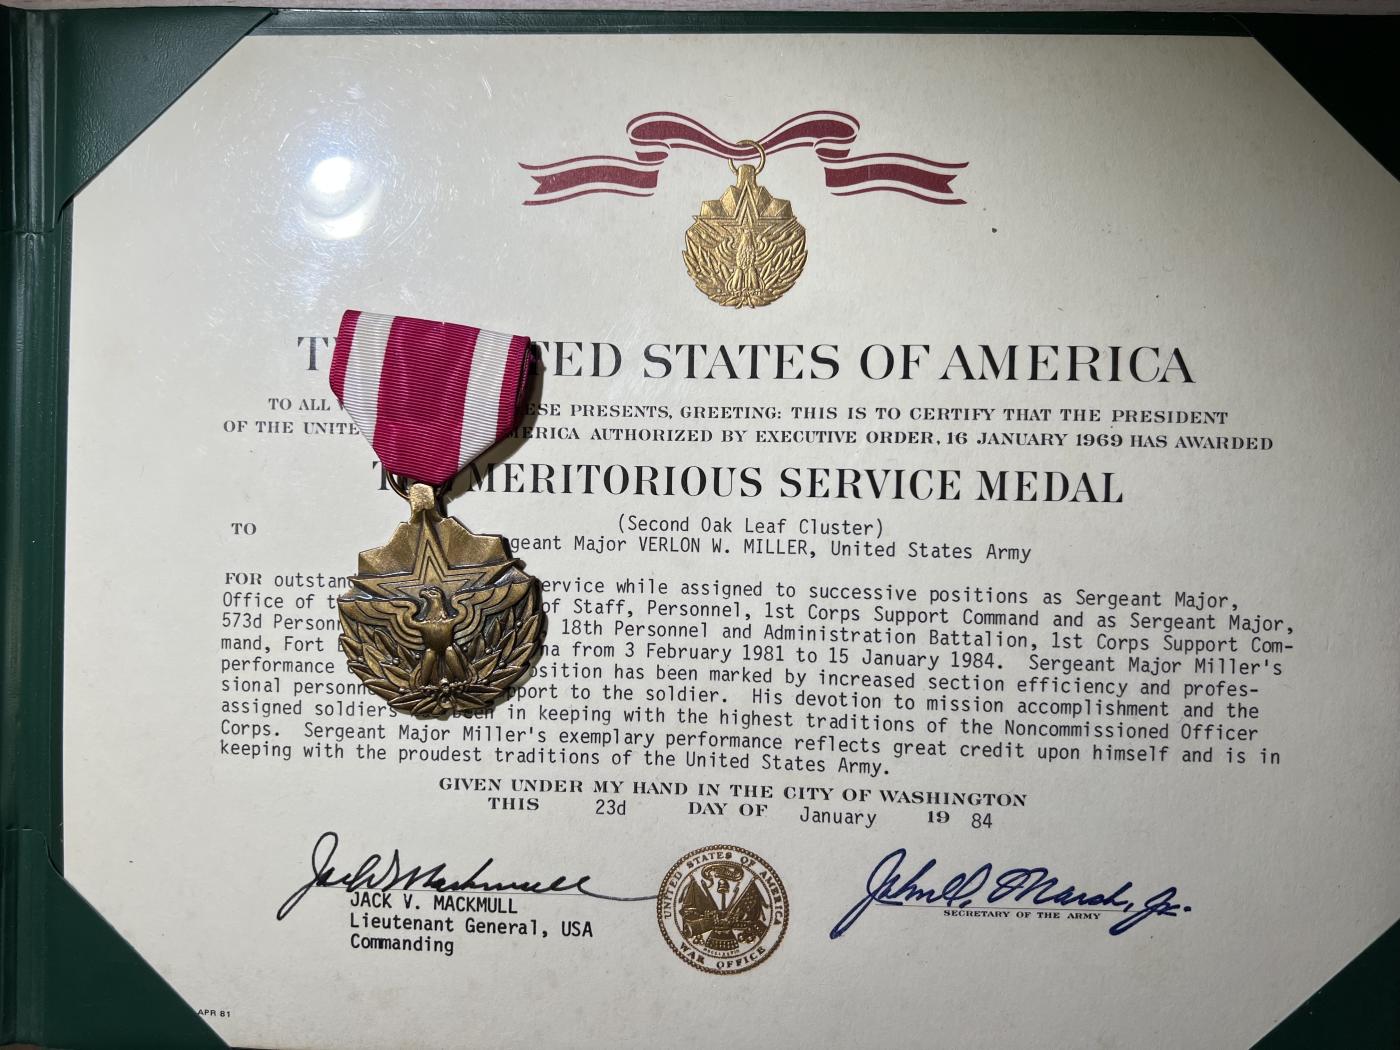 TED STATES OF AMERICA
TO ALL ESE PRESENTS, GREETING: THIS IS TO CERTIFY THAT THE PRESIDENT
OF THE UNITE MERICA AUTHORIZED BY EXECUTIVE ORDER, 16 JANUARY 1969 HAS AWARDED
MERITORIOUS SERVICE MEDAL
(Second Oak Leaf Cluster)
TO geant Major VERLON W. MILLER, United States Army
FOR outstan ervice while assigned to successive positions as Sergeant Major,
Office of t of Staff, Personnel, 1st Corps Support Command and as Sergeant Major,
573d Personn 18th Personnel and Administration Battalion, 1st Corps Support Com-
mand, Fort na from 3 February 1981 to 15 January 1984. Sergeant Major Miller's
performance osition has been marked by increased section efficiency and profes-
sional personne pport to the soldier. His devotion to mission accomplishment and the
assigned soldiers been in keeping with the highest traditions of the Noncommissioned Officer
Corps. Sergeant Major Miller's exemplary performance reflects great credit upon himself and is in
keeping with the proudest traditions of the United States Army.
GIVEN UNDER MY HAND IN THE CITY OF WASHINGTON
THIS 23d DAY OF January 19 84
Jack V Mackmull
JACK V. MACKMULL
Lieutenant General, USA
Commanding
UNITED STATES OF AMERICA
WAR OFFICE
John O. Marsh, Jr.
SECRETARY OF THE ARMY
APR 81